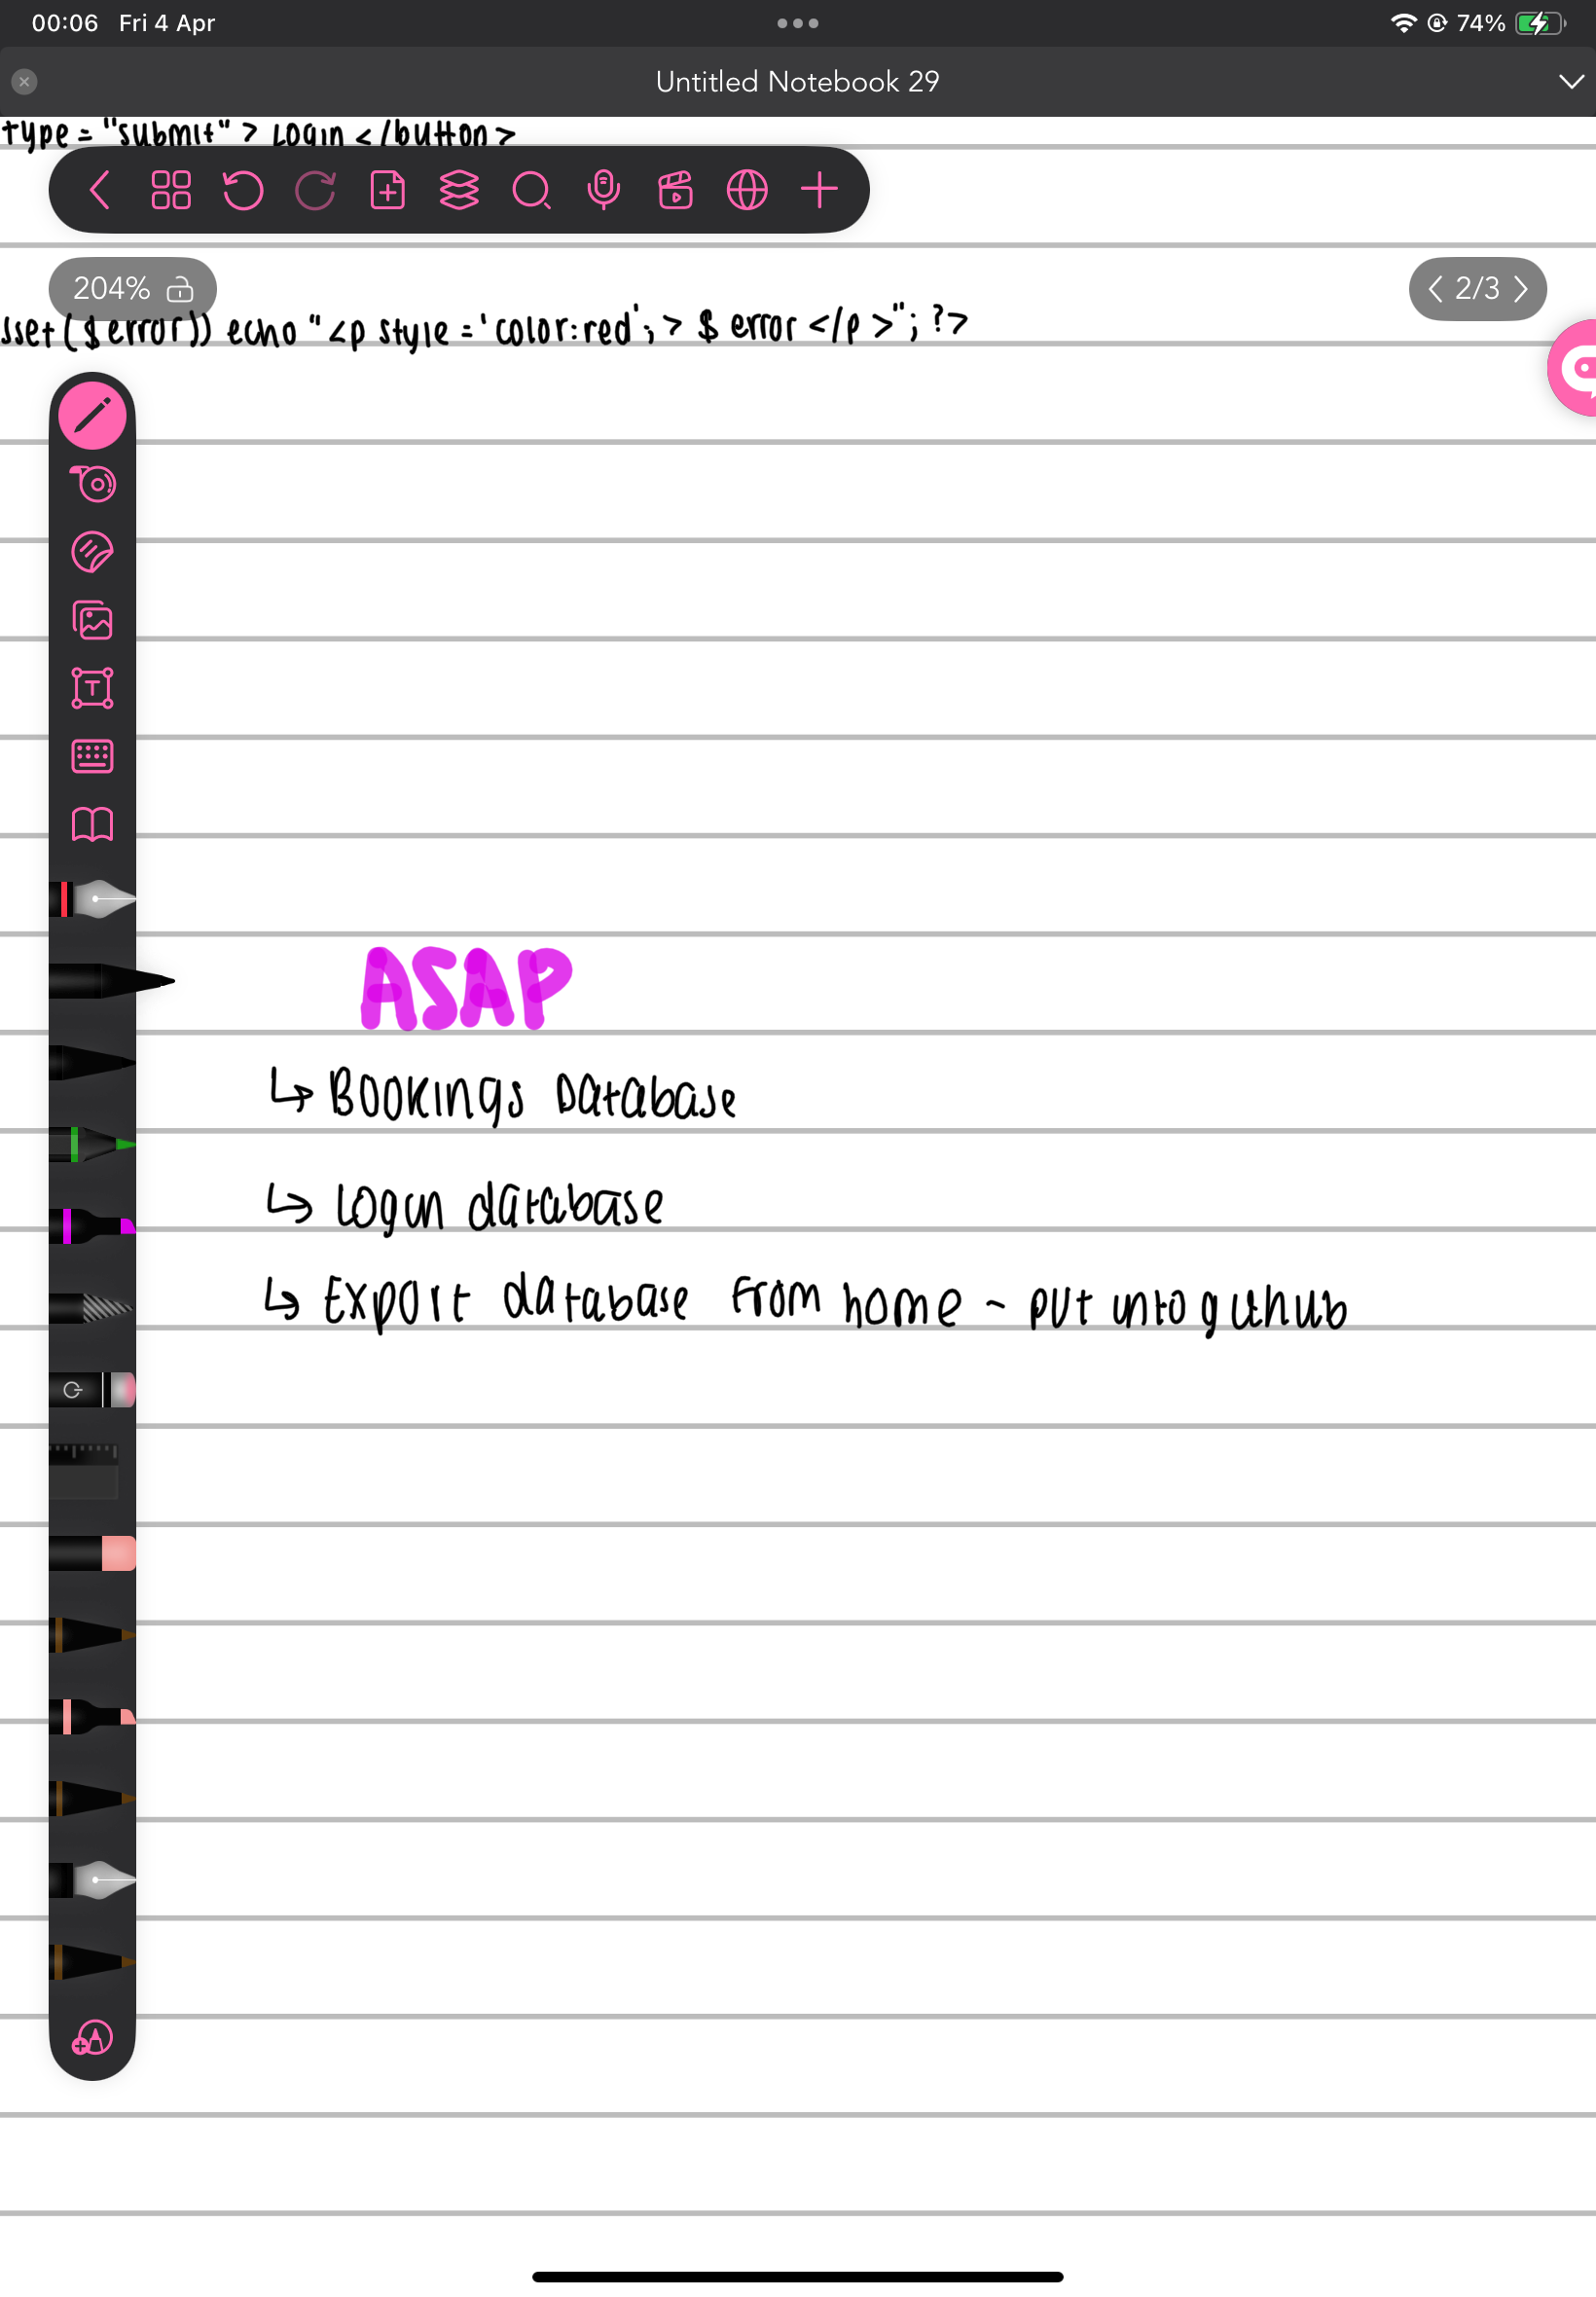 00:06 Fri 4 Apr
74%
Untitled Notebook 29
type = "submit" > Login </button>
204%
2/3
sset ($error)) echo "<p style ='color:red'; > $ error </p >"; ?>
T
ASAP
↳ Bookings Database
↳ Login database
↳ Export database from home - put into github